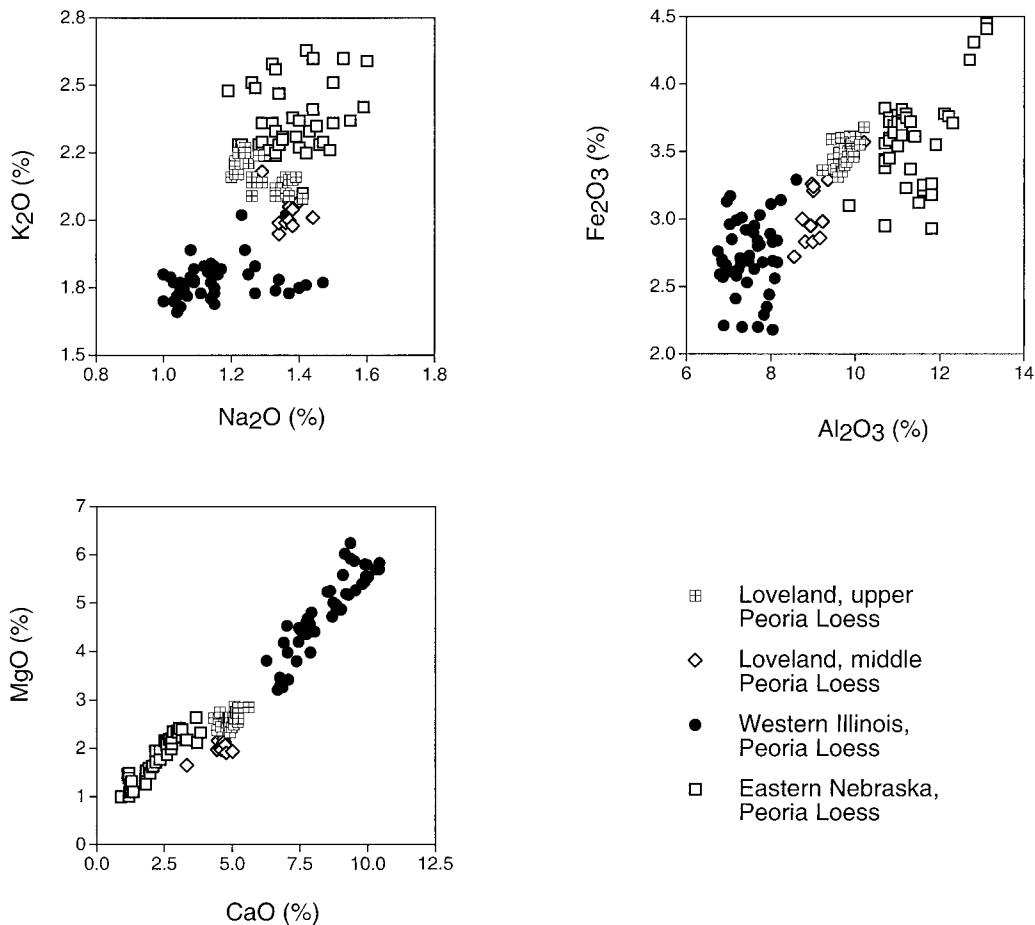 2.8
2.5
2.2
2.0
1.8
1.5
K2O (%)
0.8 1.0 1.2 1.4 1.6 1.8
Na2O (%)
4.5
4.0
3.5
3.0
2.5
2.0
Fe2O3 (%)
6 8 10 12 14
Al2O3 (%)
7
6
5
4
3
2
1
0
MgO (%)
0.0 2.5 5.0 7.5 10.0 12.5
CaO (%)
Loveland, upper
Peoria Loess
Loveland, middle
Peoria Loess
Western Illinois,
Peoria Loess
Eastern Nebraska,
Peoria Loess